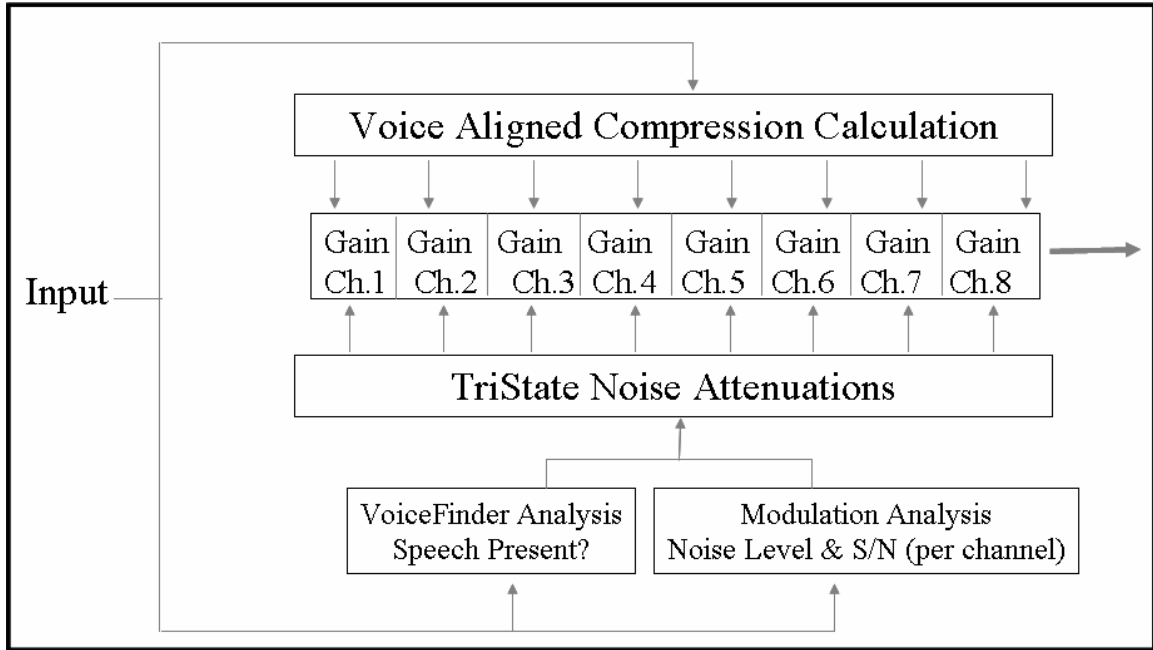 Voice Aligned Compression Calculation
Gain Gain Gain Gain Gain Gain Gain Gain
Ch.1 Ch.2 Ch.3 Ch.4 Ch.5 Ch.6 Ch.7 Ch.8
Input
TriState Noise Attenuations
VoiceFinder Analysis
Speech Present?
Modulation Analysis
Noise Level & S/N (per channel)